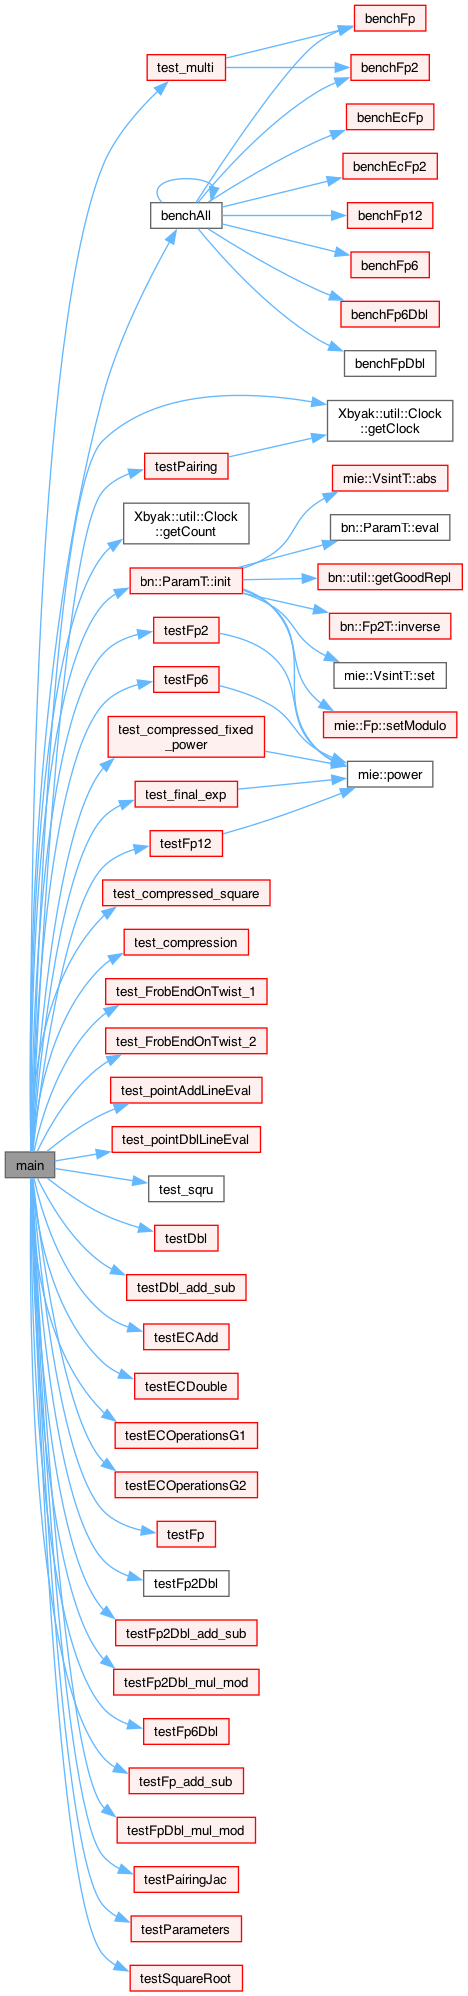 benchFp
test_multi
benchFp2
benchEcFp
benchEcFp2
benchAll
benchFp12
benchFp6
benchFp6Dbl
benchFpDbl
Xbyak::util::Clock
::getClock
testPairing
mie::VsintT::abs
Xbyak::util::Clock
::getCount
bn::ParamT::eval
bn::ParamT::init
bn::util::getGoodRepl
testFp2
bn::Fp2T::inverse
testFp6
mie::VsintT::set
test_compressed_fixed
_power
mie::Fp::setModulo
mie::power
test_final_exp
testFp12
test_compressed_square
test_compression
test_FrobEndOnTwist_1
test_FrobEndOnTwist_2
test_pointAddLineEval
test_pointDblLineEval
main
test_sqru
testDbl
testDbl_add_sub
testECAdd
testECDouble
testECOperationsG1
testECOperationsG2
testFp
testFp2Dbl
testFp2Dbl_add_sub
testFp2Dbl_mul_mod
testFp6Dbl
testFp_add_sub
testFpDbl_mul_mod
testPairingJac
testParameters
testSquareRoot